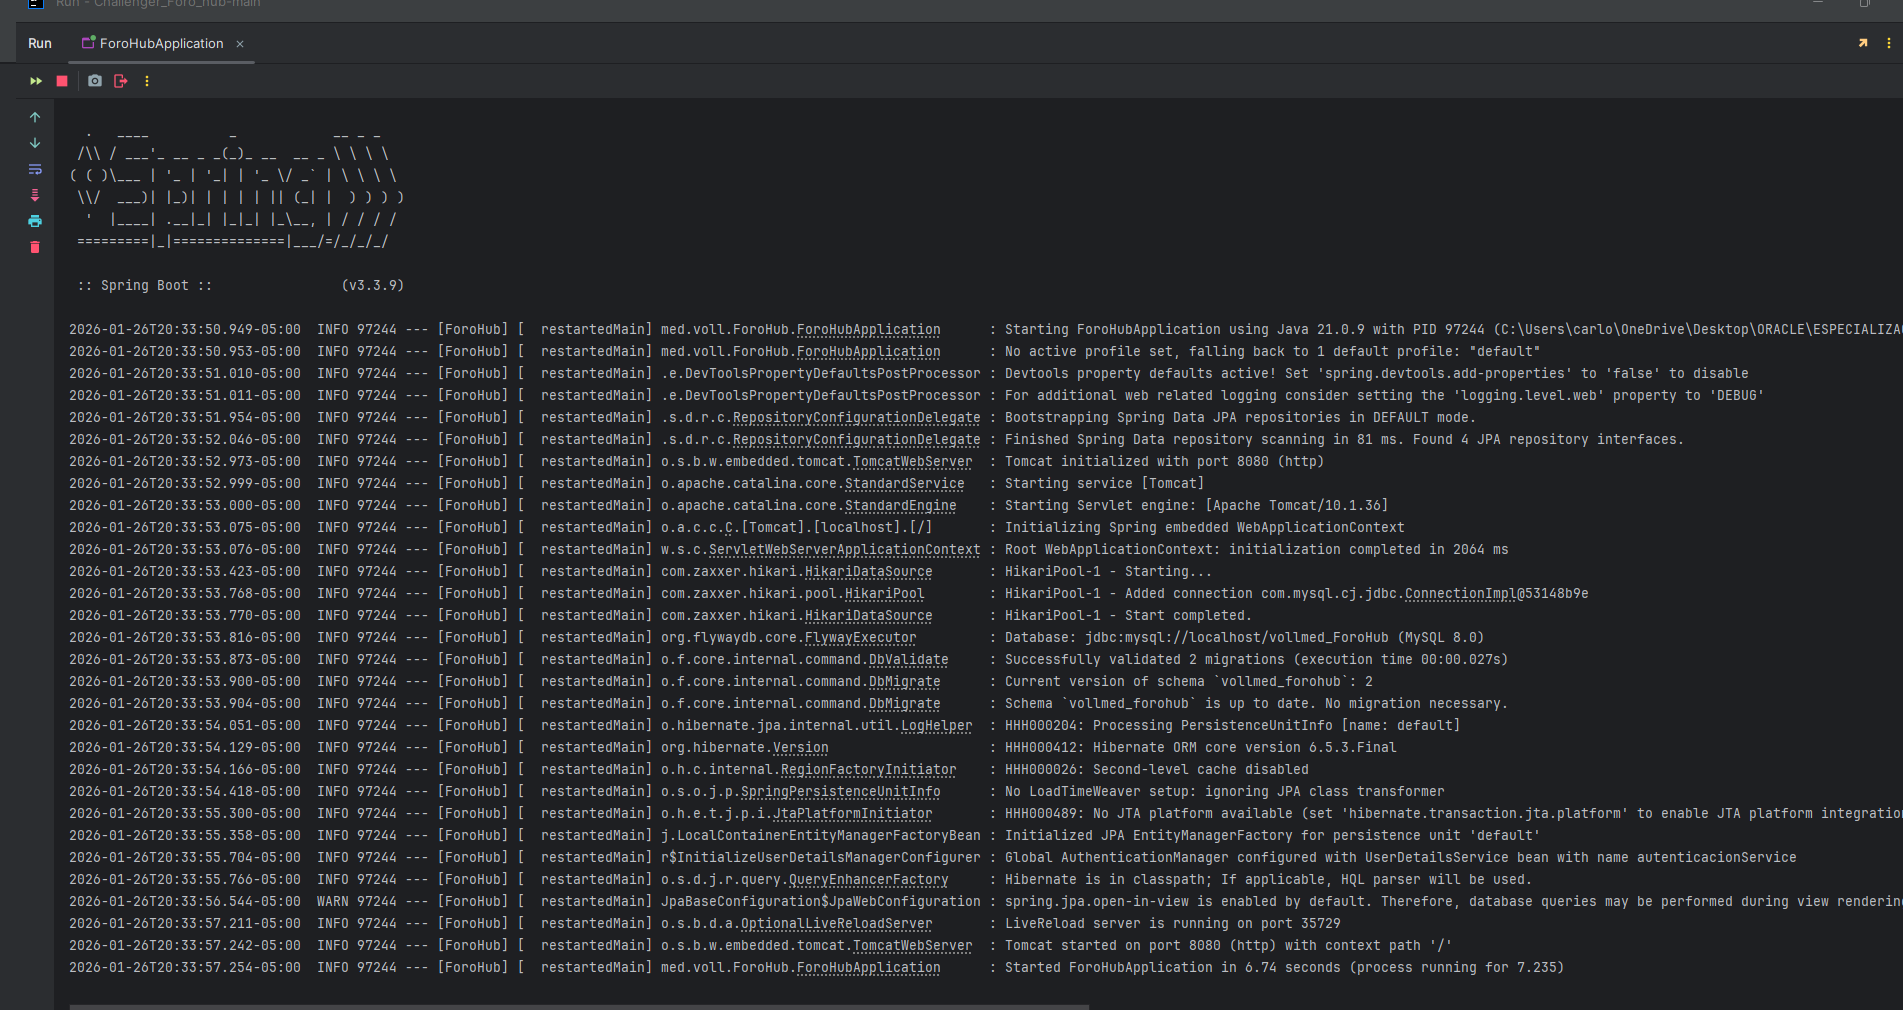 Run - Challenger_Foro_hub-main
Run ForoHubApplication ×
  .   ____          _            __ _ _
 /\\ / ___'_ __ _ _(_)_ __  __ _ \ \ \ \
( ( )\___ | '_ | '_| | '_ \/ _` | \ \ \ \
 \\/  ___)| |_)| | | | | || (_| |  ) ) ) )
  '  |____| .__|_| |_|_| |_\__, | / / / /
 =========|_|==============|___/=/_/_/_/
 :: Spring Boot ::                (v3.3.9)
2026-01-26T20:33:50.949-05:00  INFO 97244 --- [ForoHub] [  restartedMain] med.voll.ForoHub.ForoHubApplication      : Starting ForoHubApplication using Java 21.0.9 with PID 97244 (C:\Users\carlo\OneDrive\Desktop\ORACLE\ESPECIALIZA
2026-01-26T20:33:50.953-05:00  INFO 97244 --- [ForoHub] [  restartedMain] med.voll.ForoHub.ForoHubApplication      : No active profile set, falling back to 1 default profile: "default"
2026-01-26T20:33:51.010-05:00  INFO 97244 --- [ForoHub] [  restartedMain] .e.DevToolsPropertyDefaultsPostProcessor : Devtools property defaults active! Set 'spring.devtools.add-properties' to 'false' to disable
2026-01-26T20:33:51.011-05:00  INFO 97244 --- [ForoHub] [  restartedMain] .e.DevToolsPropertyDefaultsPostProcessor : For additional web related logging consider setting the 'logging.level.web' property to 'DEBUG'
2026-01-26T20:33:51.954-05:00  INFO 97244 --- [ForoHub] [  restartedMain] .s.d.r.c.RepositoryConfigurationDelegate : Bootstrapping Spring Data JPA repositories in DEFAULT mode.
2026-01-26T20:33:52.046-05:00  INFO 97244 --- [ForoHub] [  restartedMain] .s.d.r.c.RepositoryConfigurationDelegate : Finished Spring Data repository scanning in 81 ms. Found 4 JPA repository interfaces.
2026-01-26T20:33:52.973-05:00  INFO 97244 --- [ForoHub] [  restartedMain] o.s.b.w.embedded.tomcat.TomcatWebServer  : Tomcat initialized with port 8080 (http)
2026-01-26T20:33:52.999-05:00  INFO 97244 --- [ForoHub] [  restartedMain] o.apache.catalina.core.StandardService   : Starting service [Tomcat]
2026-01-26T20:33:53.000-05:00  INFO 97244 --- [ForoHub] [  restartedMain] o.apache.catalina.core.StandardEngine    : Starting Servlet engine: [Apache Tomcat/10.1.36]
2026-01-26T20:33:53.075-05:00  INFO 97244 --- [ForoHub] [  restartedMain] o.a.c.c.C.[Tomcat].[localhost].[/]       : Initializing Spring embedded WebApplicationContext
2026-01-26T20:33:53.076-05:00  INFO 97244 --- [ForoHub] [  restartedMain] w.s.c.ServletWebServerApplicationContext : Root WebApplicationContext: initialization completed in 2064 ms
2026-01-26T20:33:53.423-05:00  INFO 97244 --- [ForoHub] [  restartedMain] com.zaxxer.hikari.HikariDataSource       : HikariPool-1 - Starting...
2026-01-26T20:33:53.768-05:00  INFO 97244 --- [ForoHub] [  restartedMain] com.zaxxer.hikari.pool.HikariPool        : HikariPool-1 - Added connection com.mysql.cj.jdbc.ConnectionImpl@53148b9e
2026-01-26T20:33:53.770-05:00  INFO 97244 --- [ForoHub] [  restartedMain] com.zaxxer.hikari.HikariDataSource       : HikariPool-1 - Start completed.
2026-01-26T20:33:53.816-05:00  INFO 97244 --- [ForoHub] [  restartedMain] org.flywaydb.core.FlywayExecutor         : Database: jdbc:mysql://localhost/vollmed_ForoHub (MySQL 8.0)
2026-01-26T20:33:53.873-05:00  INFO 97244 --- [ForoHub] [  restartedMain] o.f.core.internal.command.DbValidate     : Successfully validated 2 migrations (execution time 00:00.027s)
2026-01-26T20:33:53.900-05:00  INFO 97244 --- [ForoHub] [  restartedMain] o.f.core.internal.command.DbMigrate      : Current version of schema `vollmed_forohub`: 2
2026-01-26T20:33:53.904-05:00  INFO 97244 --- [ForoHub] [  restartedMain] o.f.core.internal.command.DbMigrate      : Schema `vollmed_forohub` is up to date. No migration necessary.
2026-01-26T20:33:54.051-05:00  INFO 97244 --- [ForoHub] [  restartedMain] o.hibernate.jpa.internal.util.LogHelper  : HHH000204: Processing PersistenceUnitInfo [name: default]
2026-01-26T20:33:54.129-05:00  INFO 97244 --- [ForoHub] [  restartedMain] org.hibernate.Version                    : HHH000412: Hibernate ORM core version 6.5.3.Final
2026-01-26T20:33:54.166-05:00  INFO 97244 --- [ForoHub] [  restartedMain] o.h.c.internal.RegionFactoryInitiator    : HHH000026: Second-level cache disabled
2026-01-26T20:33:54.418-05:00  INFO 97244 --- [ForoHub] [  restartedMain] o.s.o.j.p.SpringPersistenceUnitInfo      : No LoadTimeWeaver setup: ignoring JPA class transformer
2026-01-26T20:33:55.300-05:00  INFO 97244 --- [ForoHub] [  restartedMain] o.h.e.t.j.p.i.JtaPlatformInitiator       : HHH000489: No JTA platform available (set 'hibernate.transaction.jta.platform' to enable JTA platform integration
2026-01-26T20:33:55.358-05:00  INFO 97244 --- [ForoHub] [  restartedMain] j.LocalContainerEntityManagerFactoryBean : Initialized JPA EntityManagerFactory for persistence unit 'default'
2026-01-26T20:33:55.704-05:00  INFO 97244 --- [ForoHub] [  restartedMain] r$InitializeUserDetailsManagerConfigurer : Global AuthenticationManager configured with UserDetailsService bean with name autenticacionService
2026-01-26T20:33:55.766-05:00  INFO 97244 --- [ForoHub] [  restartedMain] o.s.d.j.r.query.QueryEnhancerFactory     : Hibernate is in classpath; If applicable, HQL parser will be used.
2026-01-26T20:33:56.544-05:00  WARN 97244 --- [ForoHub] [  restartedMain] JpaBaseConfiguration$JpaWebConfiguration : spring.jpa.open-in-view is enabled by default. Therefore, database queries may be performed during view rendering
2026-01-26T20:33:57.211-05:00  INFO 97244 --- [ForoHub] [  restartedMain] o.s.b.d.a.OptionalLiveReloadServer       : LiveReload server is running on port 35729
2026-01-26T20:33:57.242-05:00  INFO 97244 --- [ForoHub] [  restartedMain] o.s.b.w.embedded.tomcat.TomcatWebServer  : Tomcat started on port 8080 (http) with context path '/'
2026-01-26T20:33:57.254-05:00  INFO 97244 --- [ForoHub] [  restartedMain] med.voll.ForoHub.ForoHubApplication      : Started ForoHubApplication in 6.74 seconds (process running for 7.235)